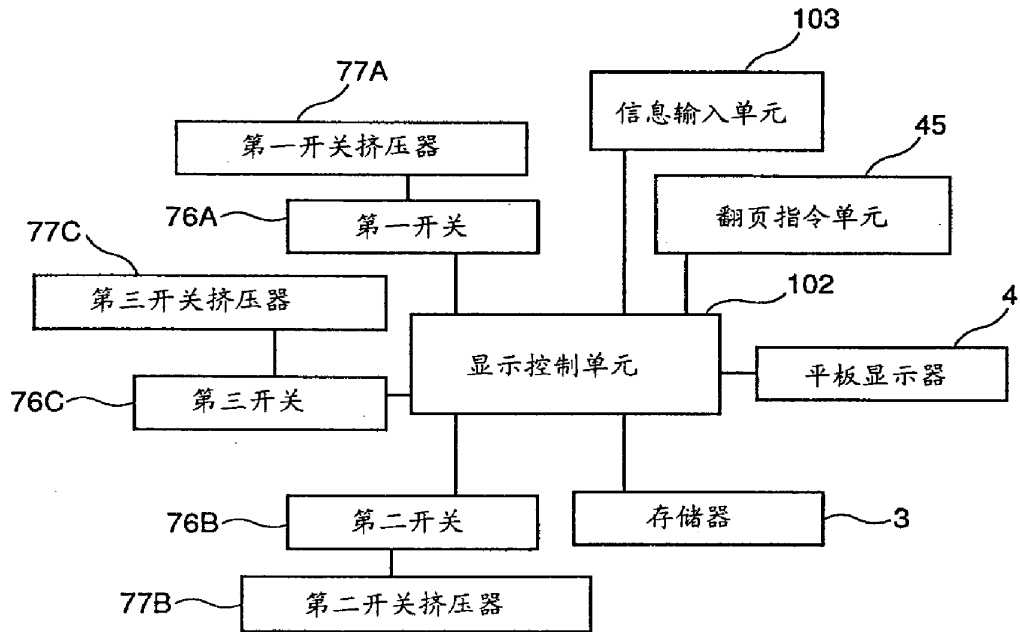 103
77A
信息输入单元
45
第一开关挤压器
76A
第一开关
翻页指令单元
77C
第三开关挤压器
102
4
显示控制单元
平板显示器
76C
第三开关
76B
第二开关
存储器
3
77B
第二开关挤压器